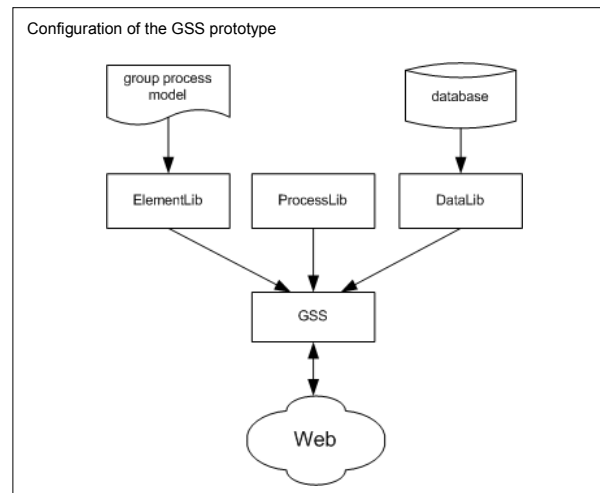 Configuration of the GSS prototype
group process
model
database
ElementLib
ProcessLib
DataLib
GSS
Web